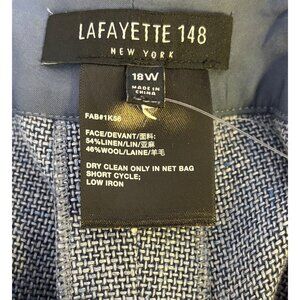 LAFAYETTE 148
NEW YORK
18W
MADE IN
CHINA
FAB#1K56
FACE/DEVANT/面料:
54%LINEN/LIN/亚麻
46%WOOL/LAINE/羊毛
DRY CLEAN ONLY IN NET BAG
SHORT CYCLE;
LOW IRON